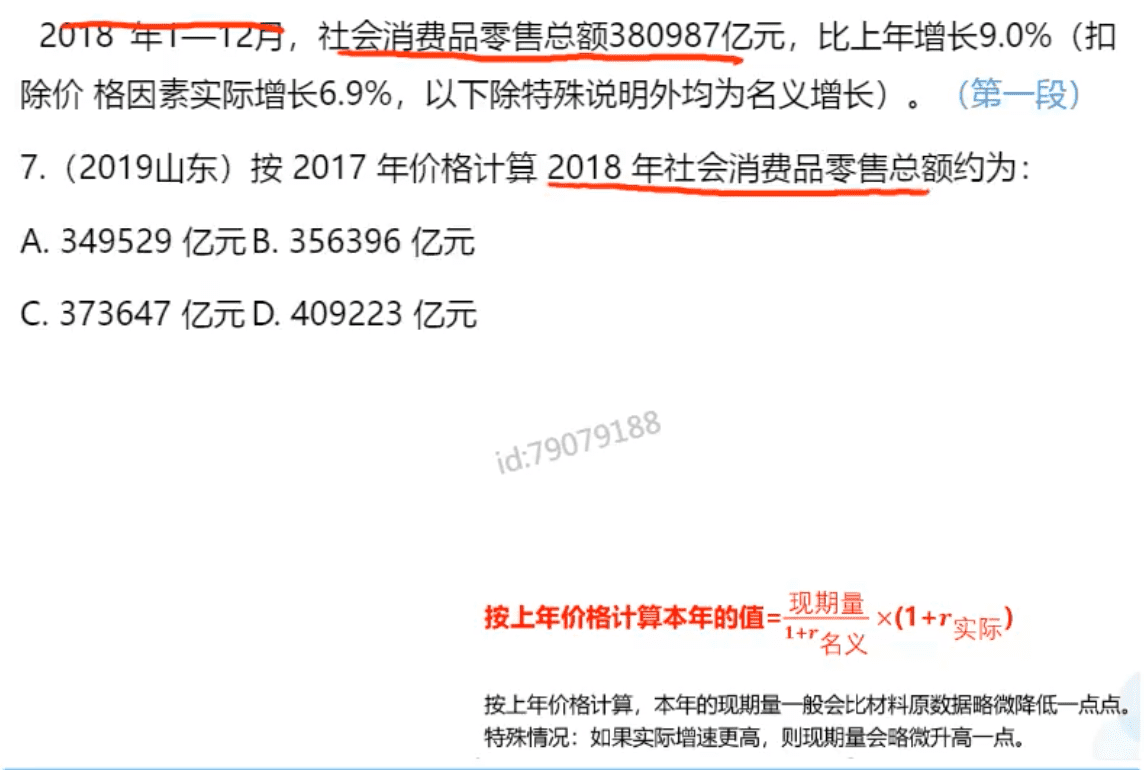 2018 年1—12月，社会消费品零售总额380987亿元，比上年增长9.0%（扣
除价 格因素实际增长6.9%，以下除特殊说明外均为名义增长）。（第一段）
7.（2019山东）按 2017 年价格计算 2018 年社会消费品零售总额约为：
A. 349529 亿元B. 356396 亿元
C. 373647 亿元D. 409223 亿元
id:79079188
按上年价格计算本年的值=现期量/1+r名义×(1+r实际)
按上年价格计算，本年的现期量一般会比材料原数据略微降低一点点。
特殊情况：如果实际增速更高，则现期量会略微升高一点。